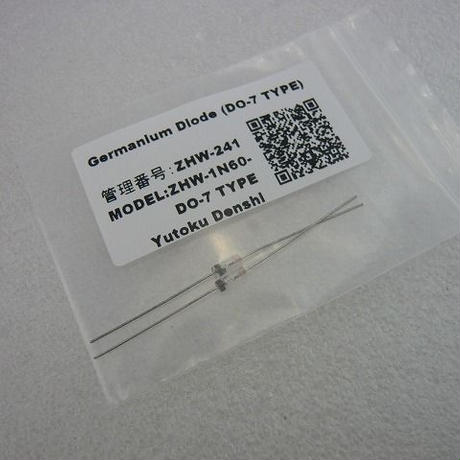 Germanium Diode (DO-7 TYPE)
管理番号:ZHW-241
MODEL:ZHW-1N60-
DO-7 TYPE
Yutoku Denshi